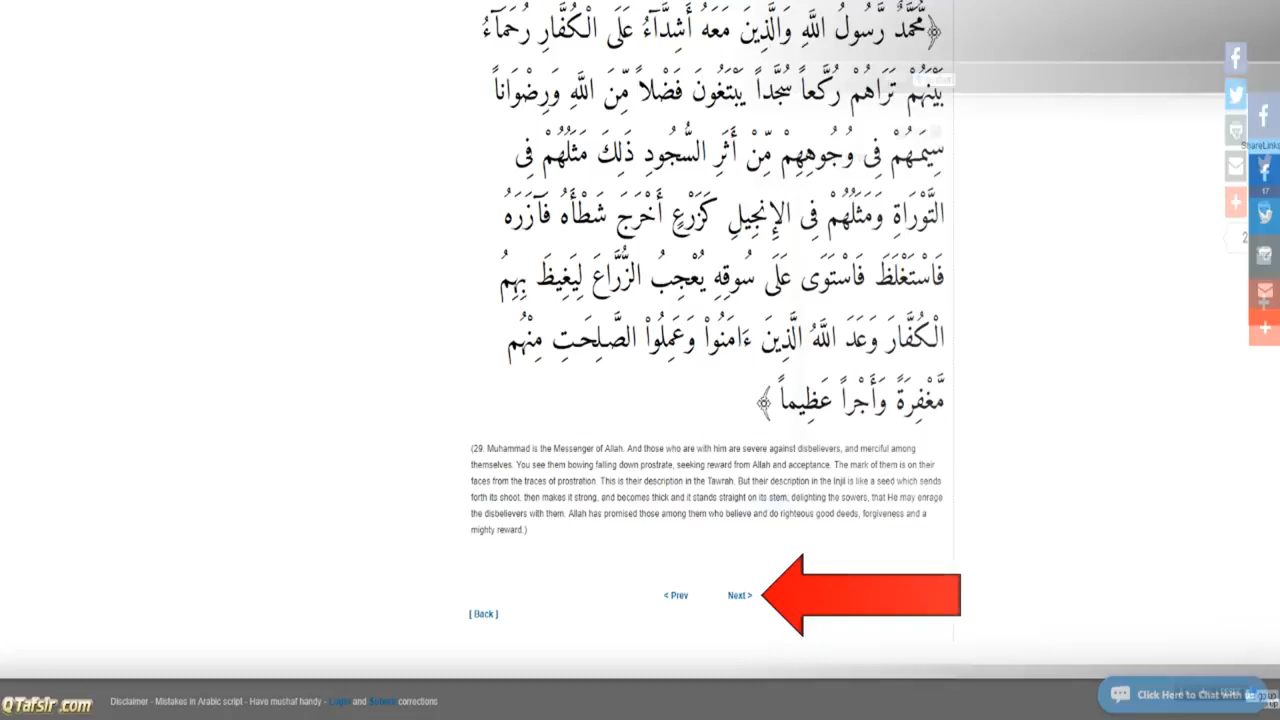 ﴿مُّحَمَّدٌ رَّسُولُ اللَّهِ وَالَّذِينَ مَعَهُ أَشِدَّآءُ عَلَى الْكُفَّارِ رُحَمَآءُ
بَيْنَهُمْ تَرَاهُمْ رُكَّعاً سُجَّداً يَبْتَغُونَ فَضْلاً مِّنَ اللَّهِ وَرِضْوَاناً
سِيمَـهُمْ فِى وُجُوهِهِمْ مِّنْ أَثَرِ السُّجُودِ ذَلِكَ مَثَلُهُمْ فِى
التَّوْرَاةِ وَمَثَلُهُمْ فِى الإِنجِيلِ كَزَرْعٍ أَخْرَجَ شَطْأَهُ فَآزَرَهُ
فَاسْتَغْلَظَ فَاسْتَوَى عَلَى سُوقِهِ يُعْجِبُ الزُّرَّاعَ لِيَغِيظَ بِهِمُ
الْكُفَّارَ وَعَدَ اللَّهُ الَّذِينَ ءَامَنُواْ وَعَمِلُواْ الصَّـلِحَـتِ مِنْهُم
مَّغْفِرَةً وَأَجْراً عَظِيماً ﴾
(29. Muhammad is the Messenger of Allah. And those who are with him are severe against disbelievers, and merciful among
themselves. You see them bowing falling down prostrate, seeking reward from Allah and acceptance. The mark of them is on their
faces from the traces of prostration. This is their description in the Tawrah. But their description in the Injil is like a seed which sends
forth its shoot, then makes it strong, and becomes thick and it stands straight on its stem, delighting the sowers, that He may enrage
the disbelievers with them. Allah has promised those among them who believe and do righteous good deeds, forgiveness and a
mighty reward.)
< Prev Next >
[ Back ]
ShareLinks
17
2
QTafsir.com
Disclaimer - Mistakes in Arabic script - Have mushaf handy - Login and Submit corrections
Click Here to Chat with us
go up